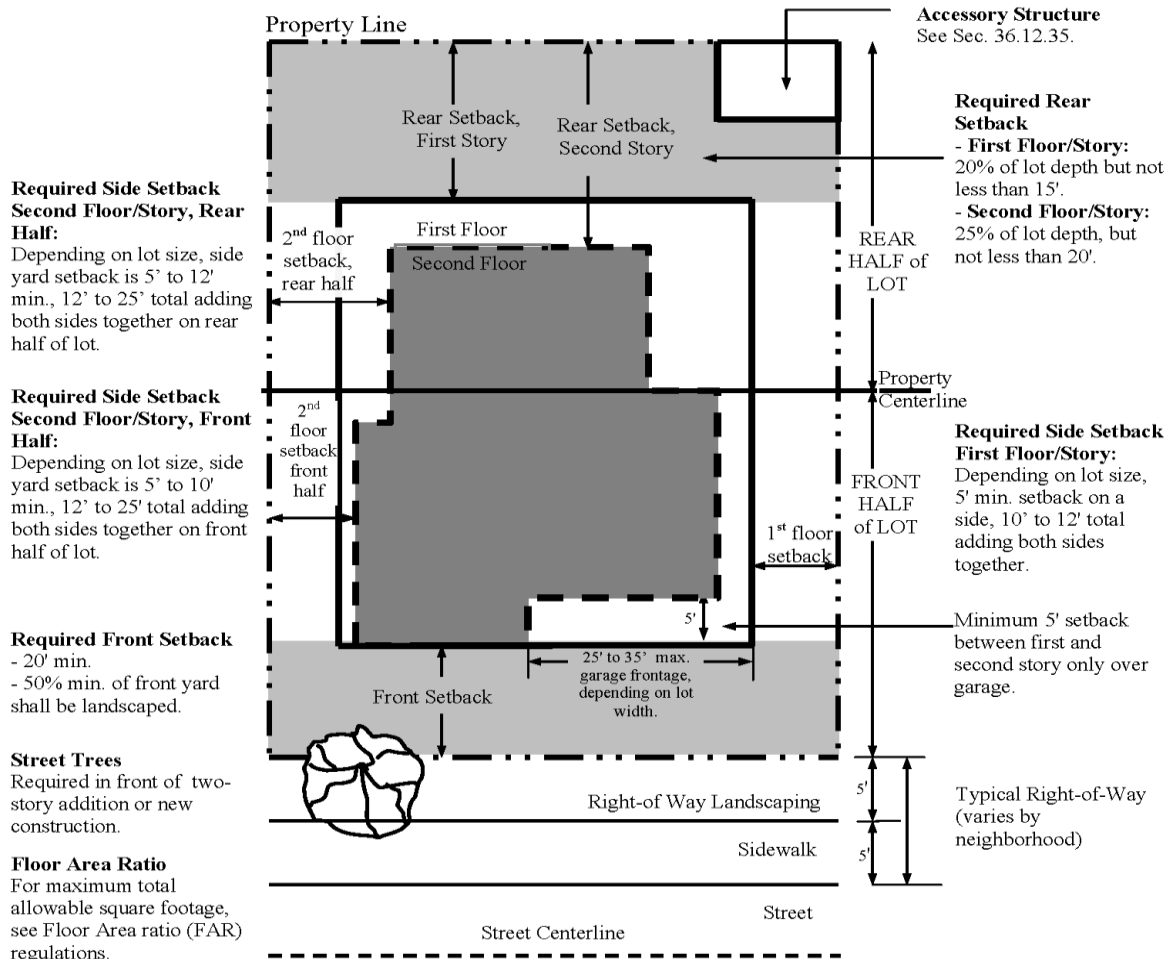 Property Line
Accessory Structure
See Sec. 36.12.35.
Rear Setback,
First Story
Rear Setback,
Second Story
Required Rear
Setback
- First Floor/Story:
20% of lot depth but not
less than 15'.
- Second Floor/Story:
25% of lot depth, but
not less than 20'.
Required Side Setback
Second Floor/Story, Rear
Half:
Depending on lot size, side
yard setback is 5’ to 12'
min., 12’ to 25’ total adding
both sides together on rear
half of lot.
2nd floor
setback,
rear half
First Floor
Second Floor
REAR
HALF of
LOT
Property
Centerline
Required Side Setback
Second Floor/Story, Front
Half:
Depending on lot size, side
yard setback is 5’ to 10'
min., 12’ to 25' total adding
both sides together on front
half of lot.
2nd
floor
setback
front
half
FRONT
HALF
of LOT
1st floor
setback
Required Side Setback
First Floor/Story:
Depending on lot size,
5' min. setback on a
side, 10’ to 12' total
adding both sides
together.
5'
Minimum 5' setback
between first and
second story only over
garage.
Required Front Setback
- 20' min.
- 50% min. of front yard
shall be landscaped.
Front Setback
25' to 35’ max.
garage frontage,
depending on lot
width.
Street Trees
Required in front of two-
story addition or new
construction.
Right-of Way Landscaping
5'
Sidewalk
5'
Typical Right-of-Way
(varies by
neighborhood)
Floor Area Ratio
For maximum total
allowable square footage,
see Floor Area ratio (FAR)
regulations.
Street
Street Centerline